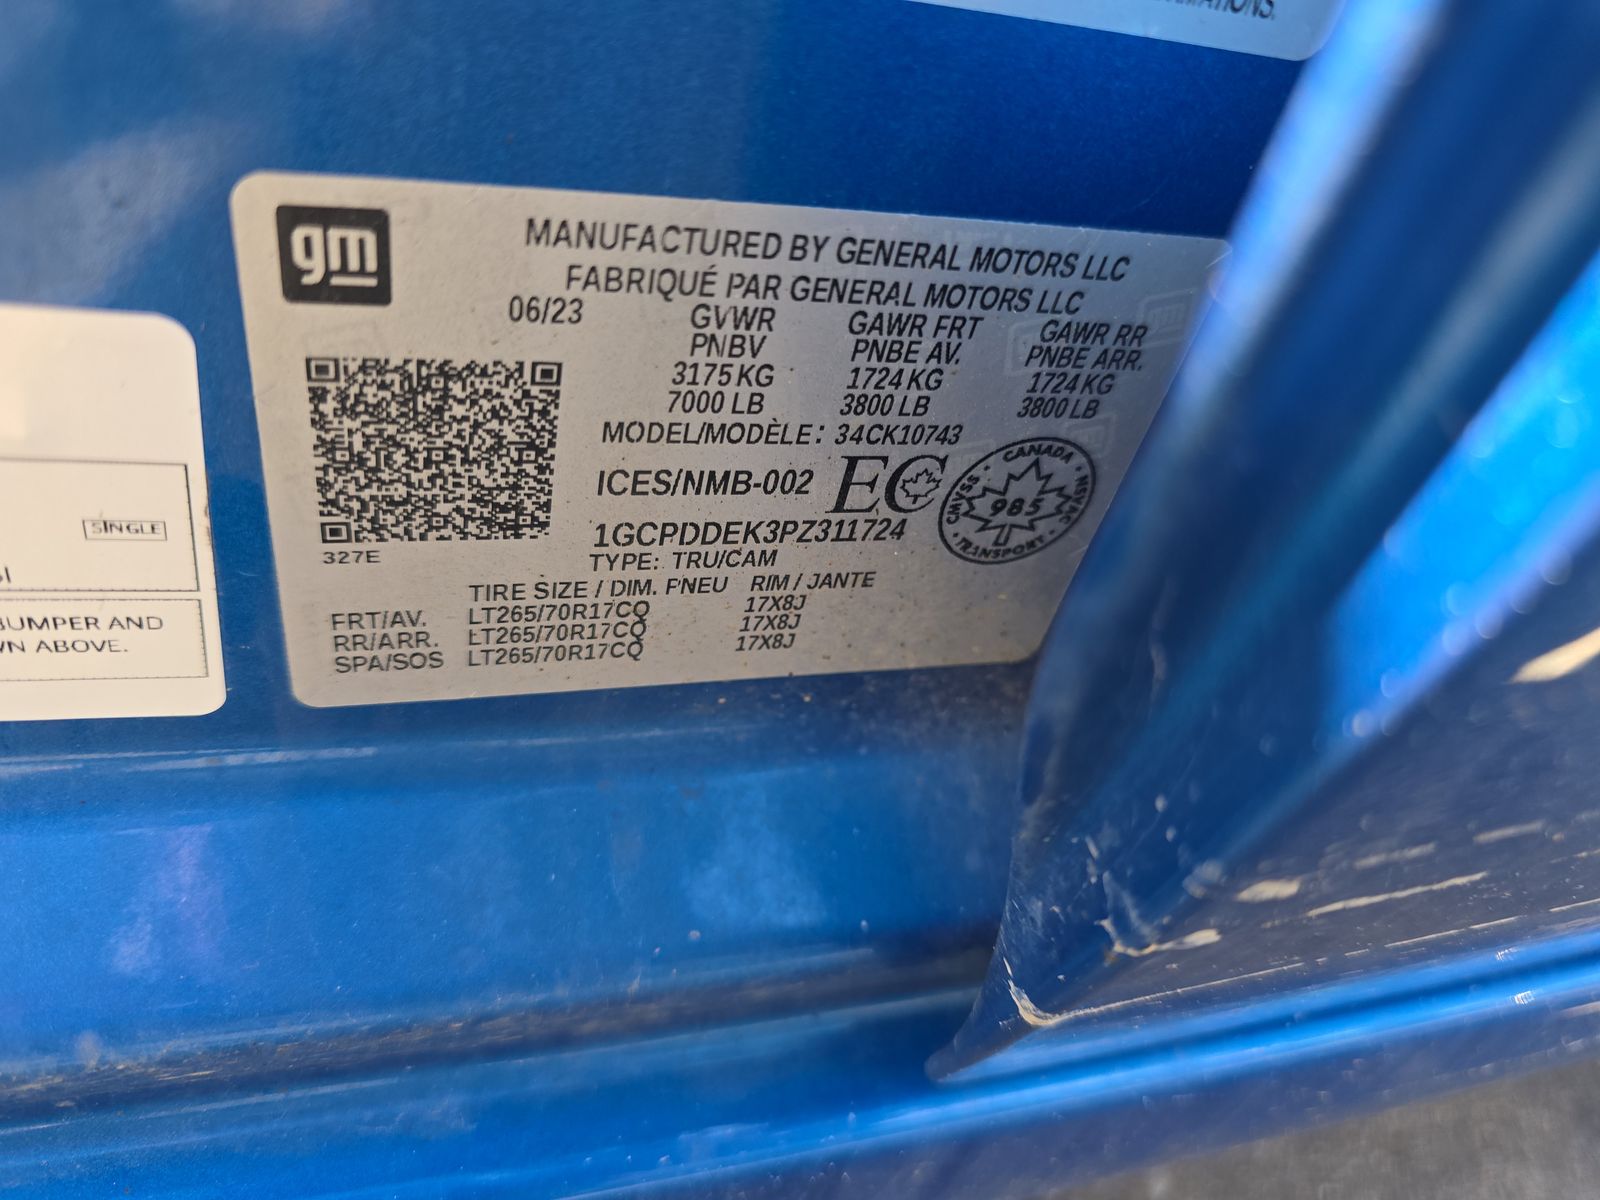 MATIONS.
gm
MANUFACTURED BY GENERAL MOTORS LLC
FABRIQUÉ PAR GENERAL MOTORS LLC
06/23 GVWR GAWR FRT GAWR RR
PNBV PNBE AV. PNBE ARR.
3175 KG 1724 KG 1724 KG
7000 LB 3800 LB 3800 LB
MODEL/MODÈLE: 34CK10743
ICES/NMB-002 EC
CANADA NSVAC TRANSPORT CMVSS
985
1GCPDDEK3PZ311724
327E
TYPE: TRU/CAM
TIRE SIZE / DIM. PNEU RIM / JANTE
FRT/AV. LT265/70R17CQ 17X8J
RR/ARR. LT265/70R17CQ 17X8J
SPA/SOS LT265/70R17CQ 17X8J
SINGLE
BUMPER AND
WN ABOVE.